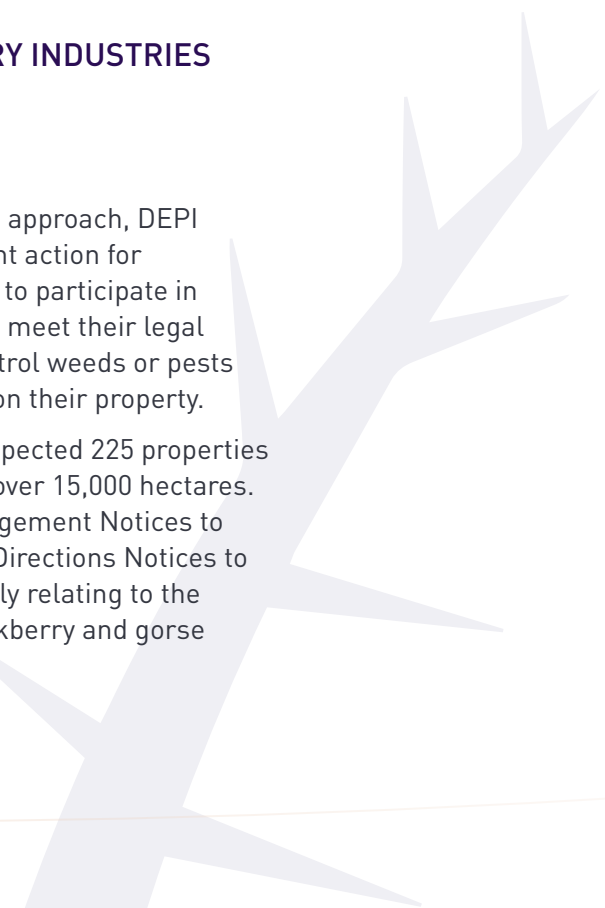 RY INDUSTRIES
approach, DEPI
nt action for
to participate in
meet their legal
trol weeds or pests
on their property.
pected 225 properties
over 15,000 hectares.
gement Notices to
Directions Notices to
ly relating to the
kberry and gorse